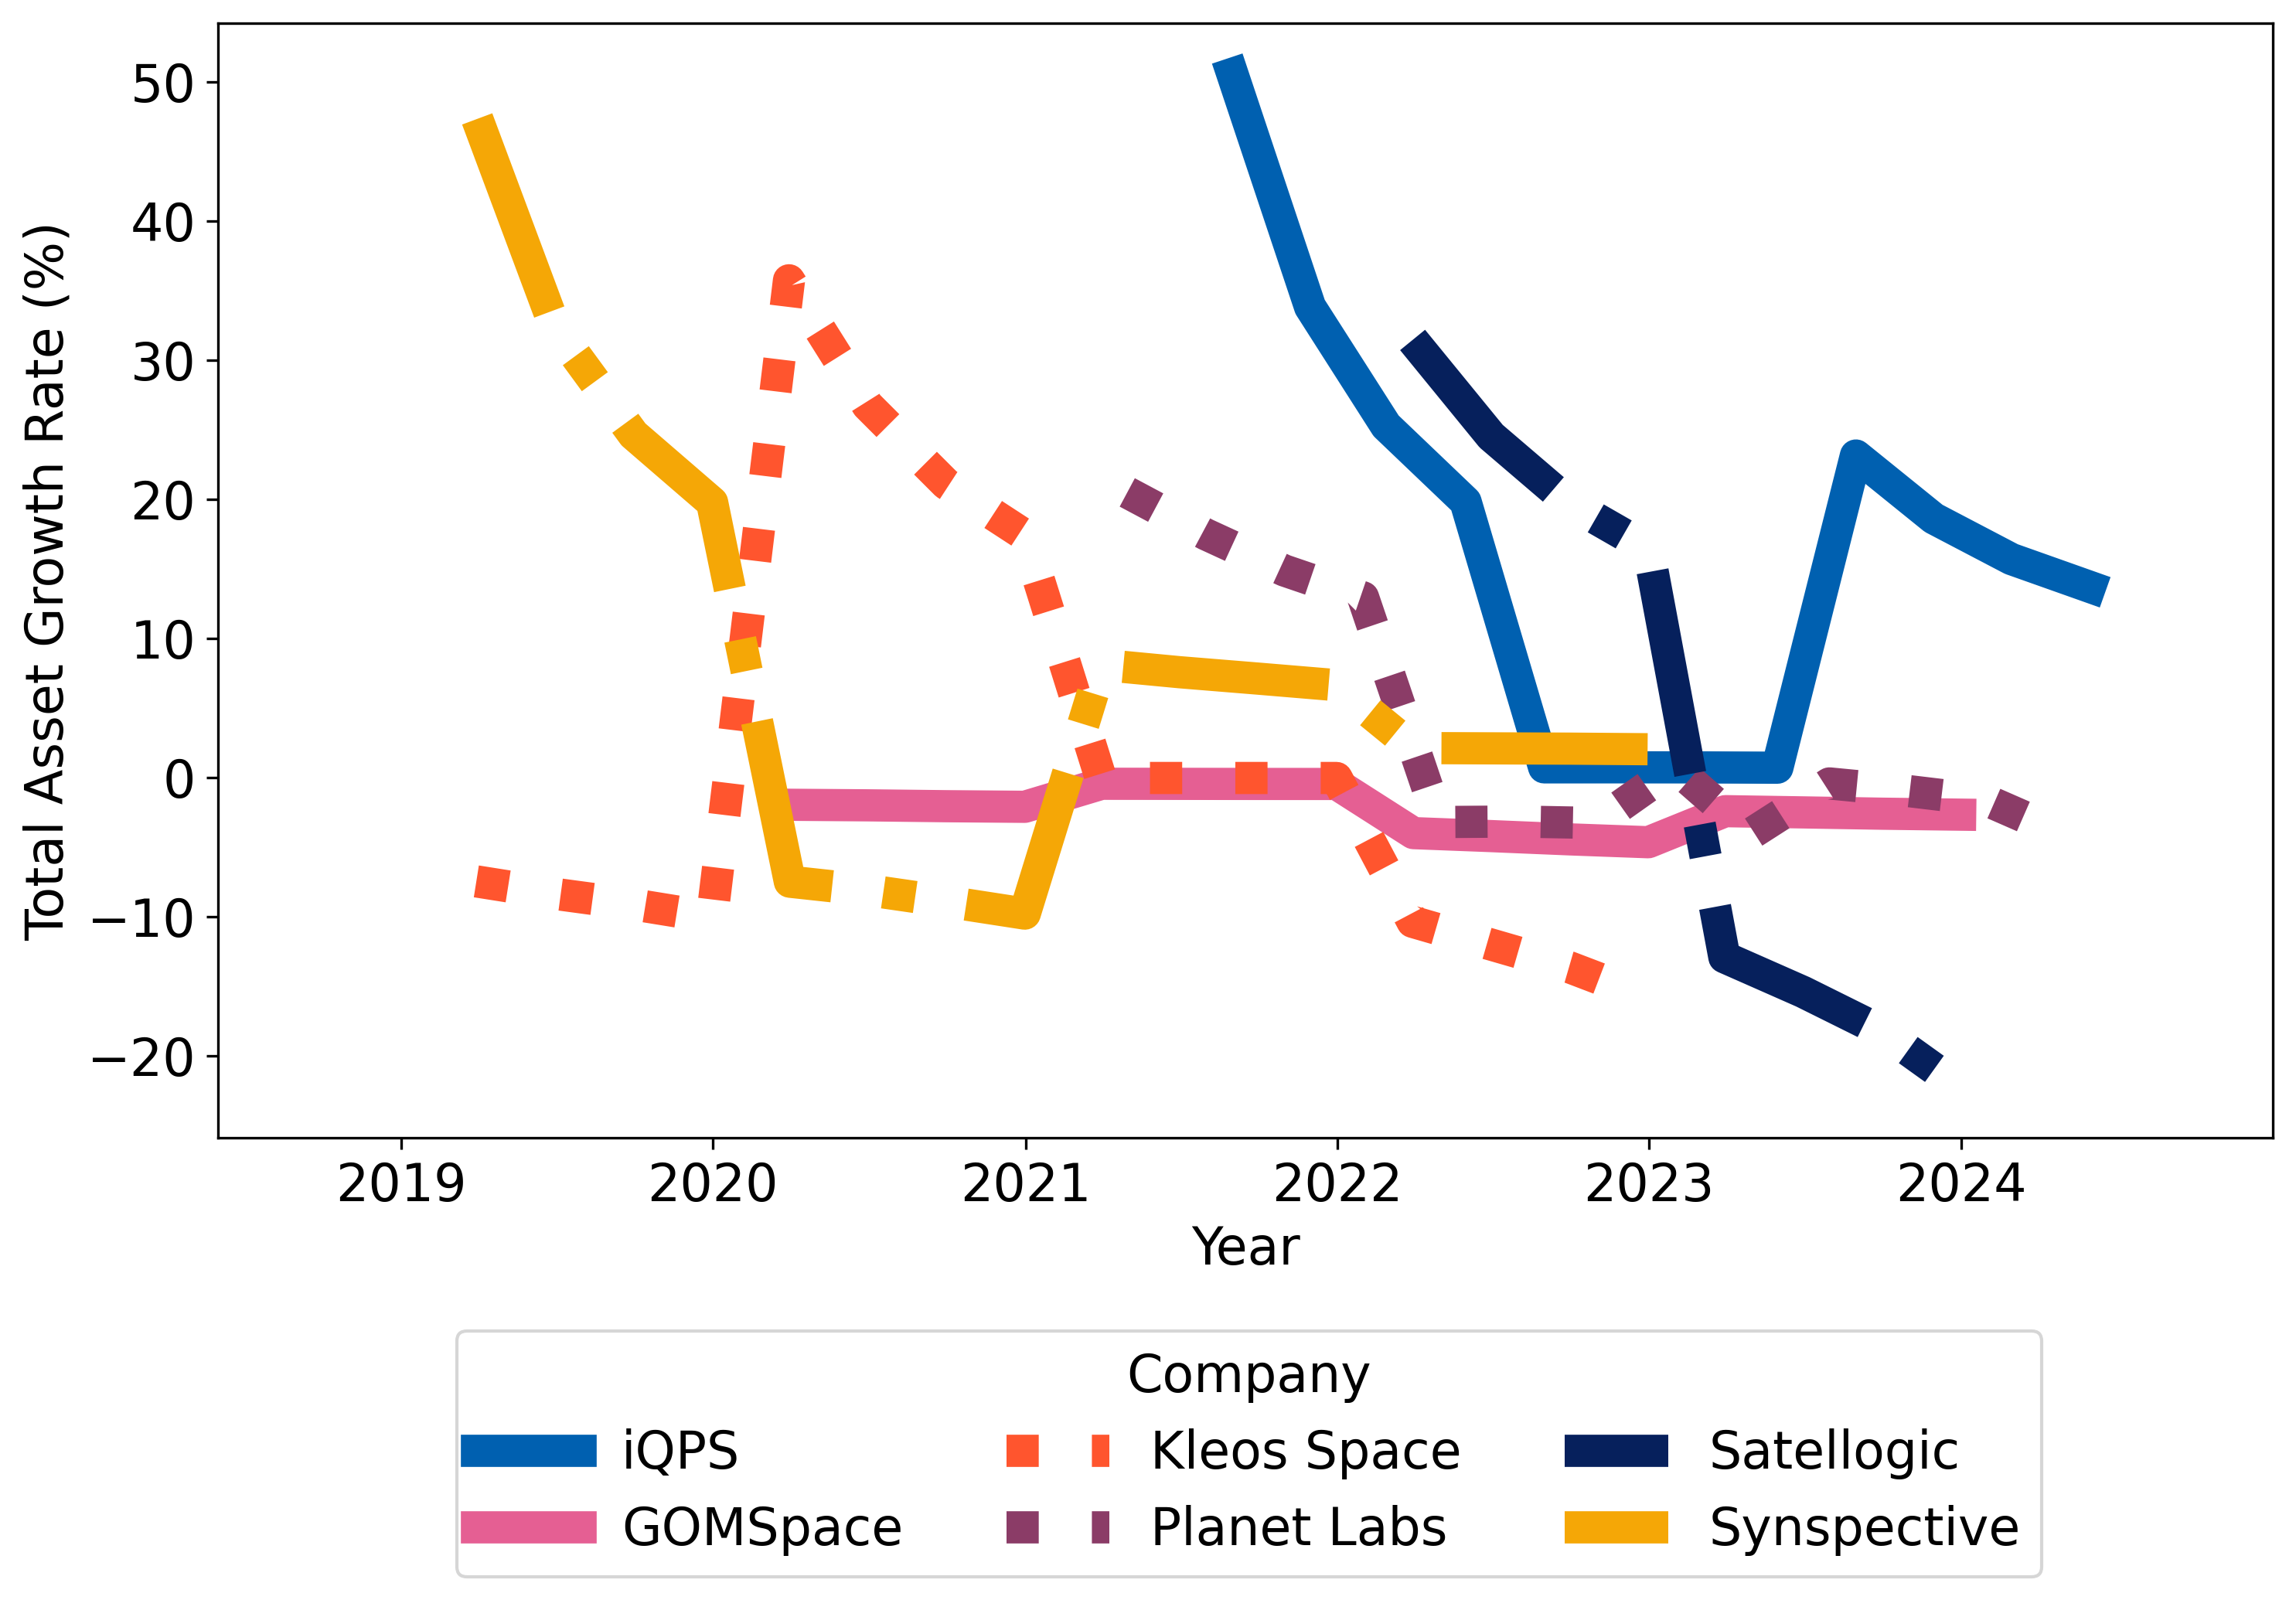 Total Asset Growth Rate (%)
50
40
30
20
10
0
−10
−20
2019 2020 2021 2022 2023 2024
Year
Company
iQPS Kleos Space Satellogic
GOMSpace Planet Labs Synspective